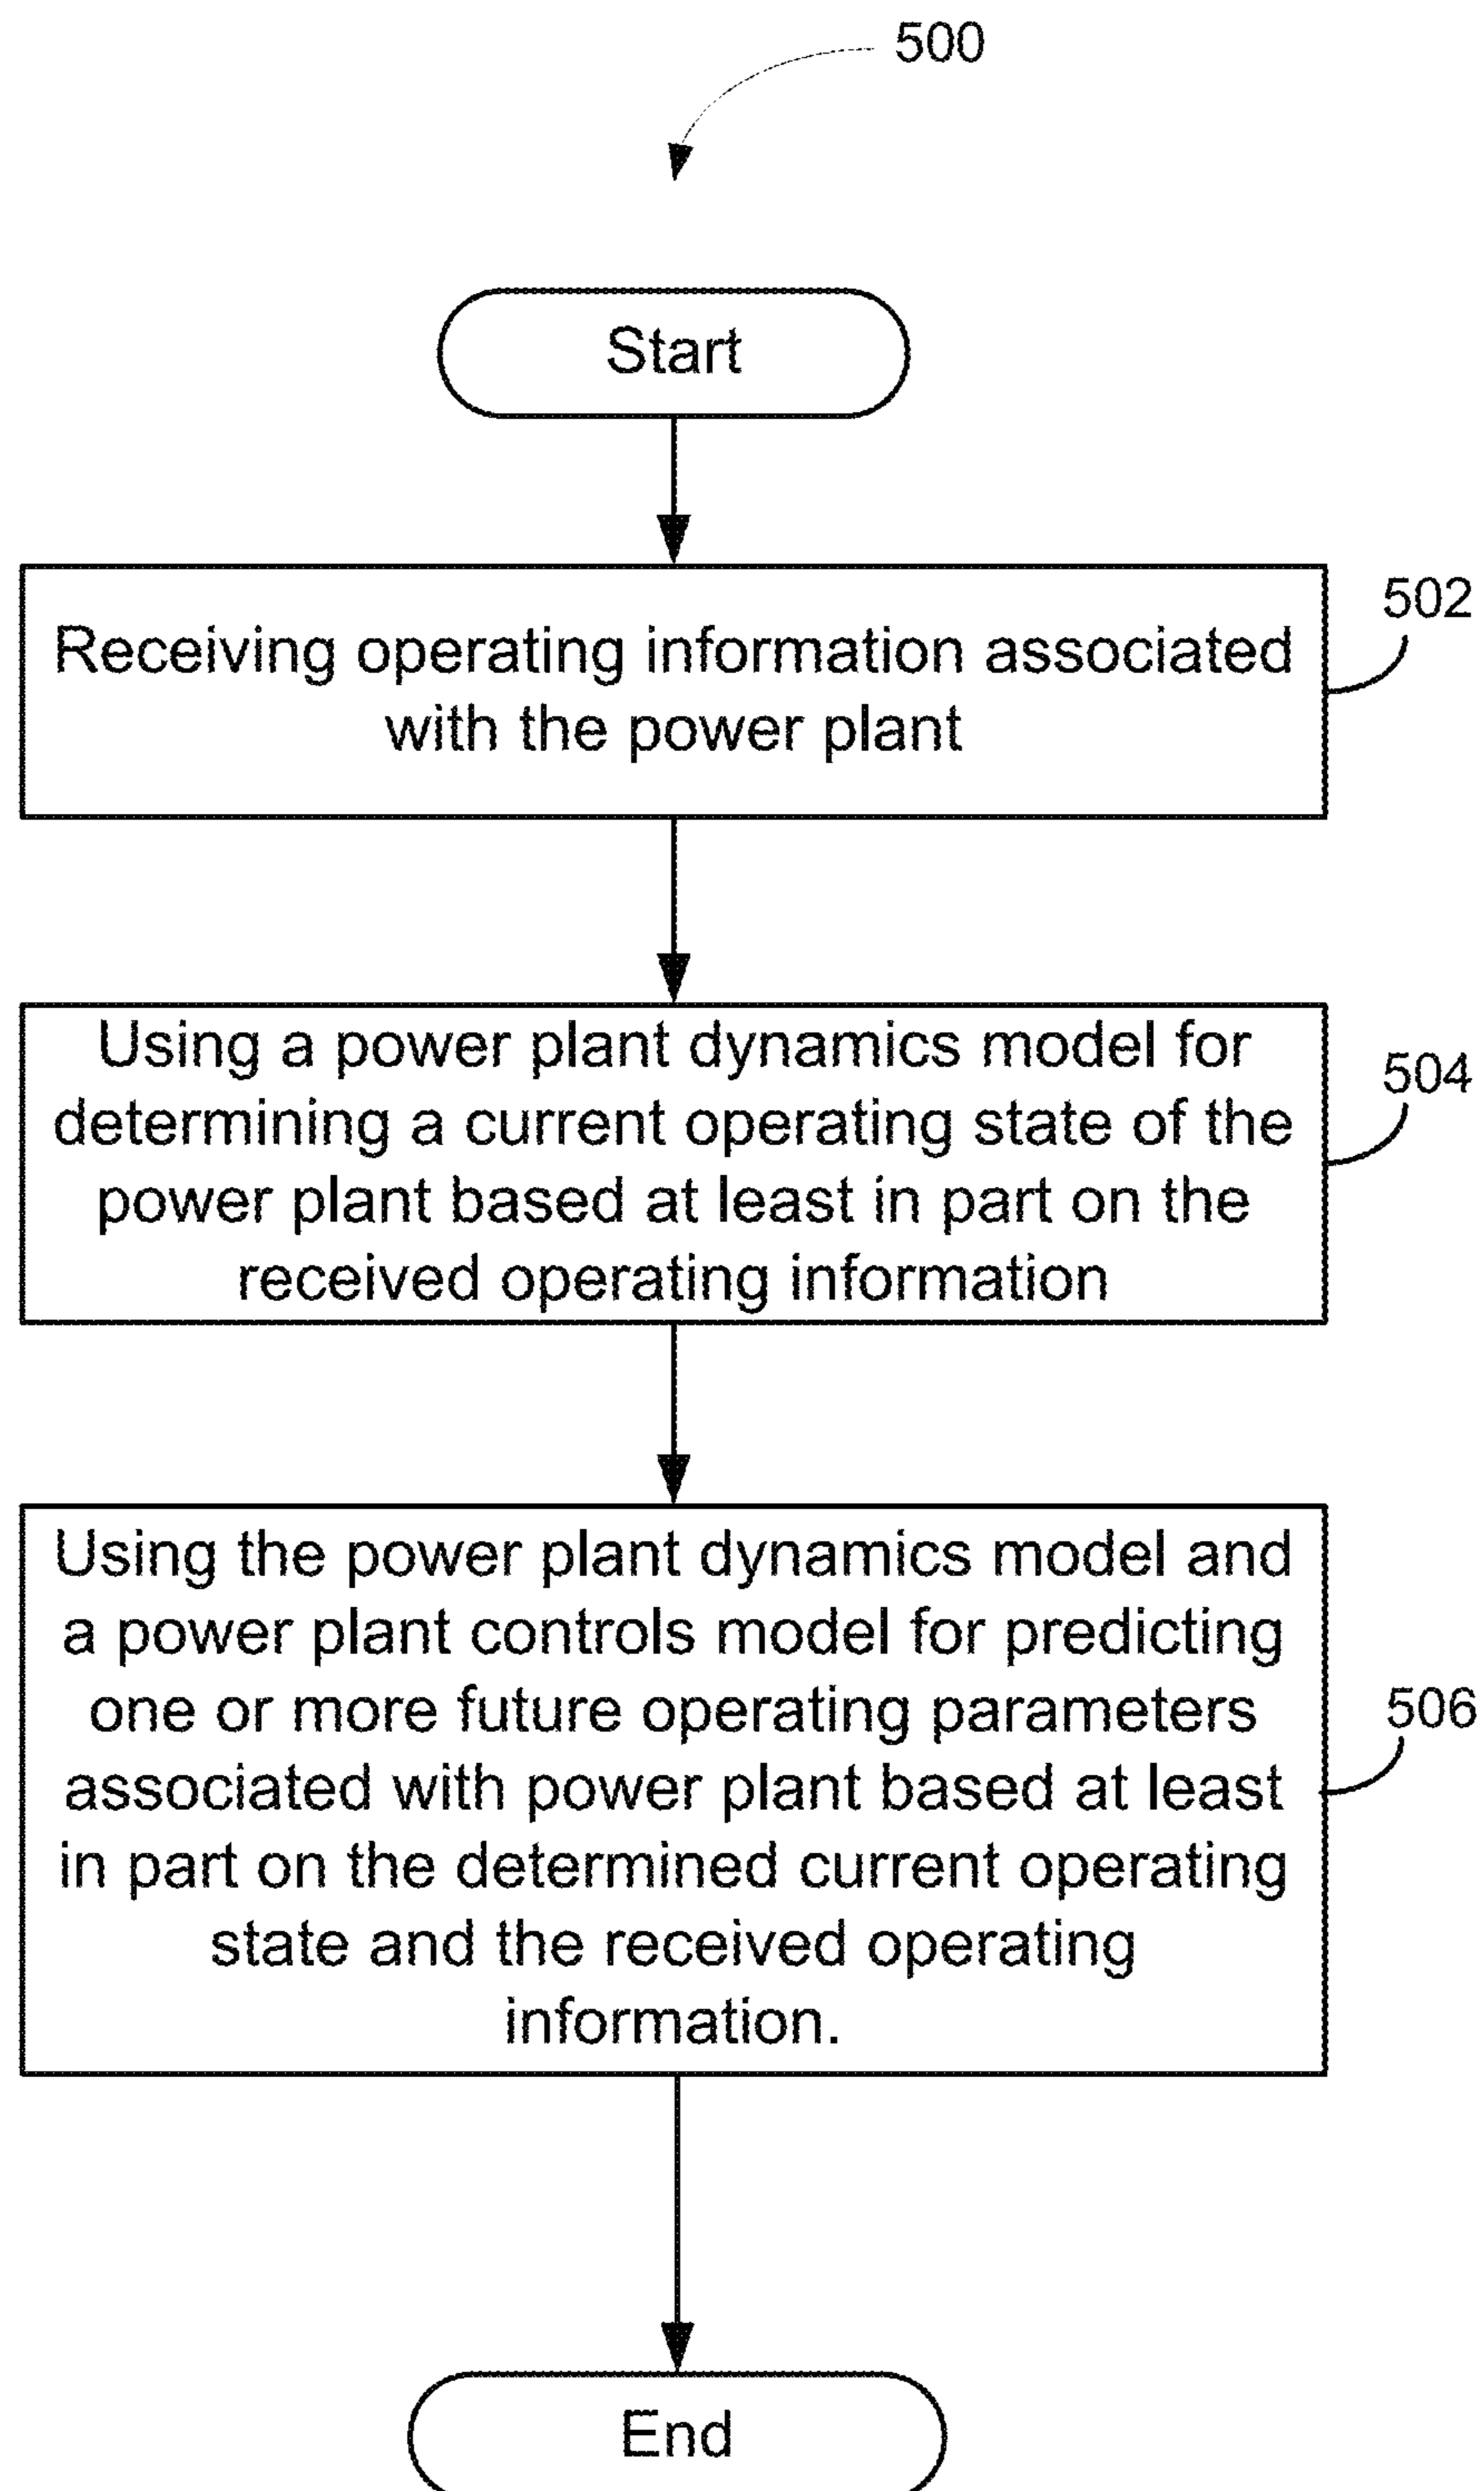 500
Start
Receiving operating information associated
with the power plant
502
Using a power plant dynamics model for
determining a current operating state of the
power plant based at least in part on the
received operating information
504
Using the power plant dynamics model and
a power plant controls model for predicting
one or more future operating parameters
associated with power plant based at least
in part on the determined current operating
state and the received operating
information.
506
End